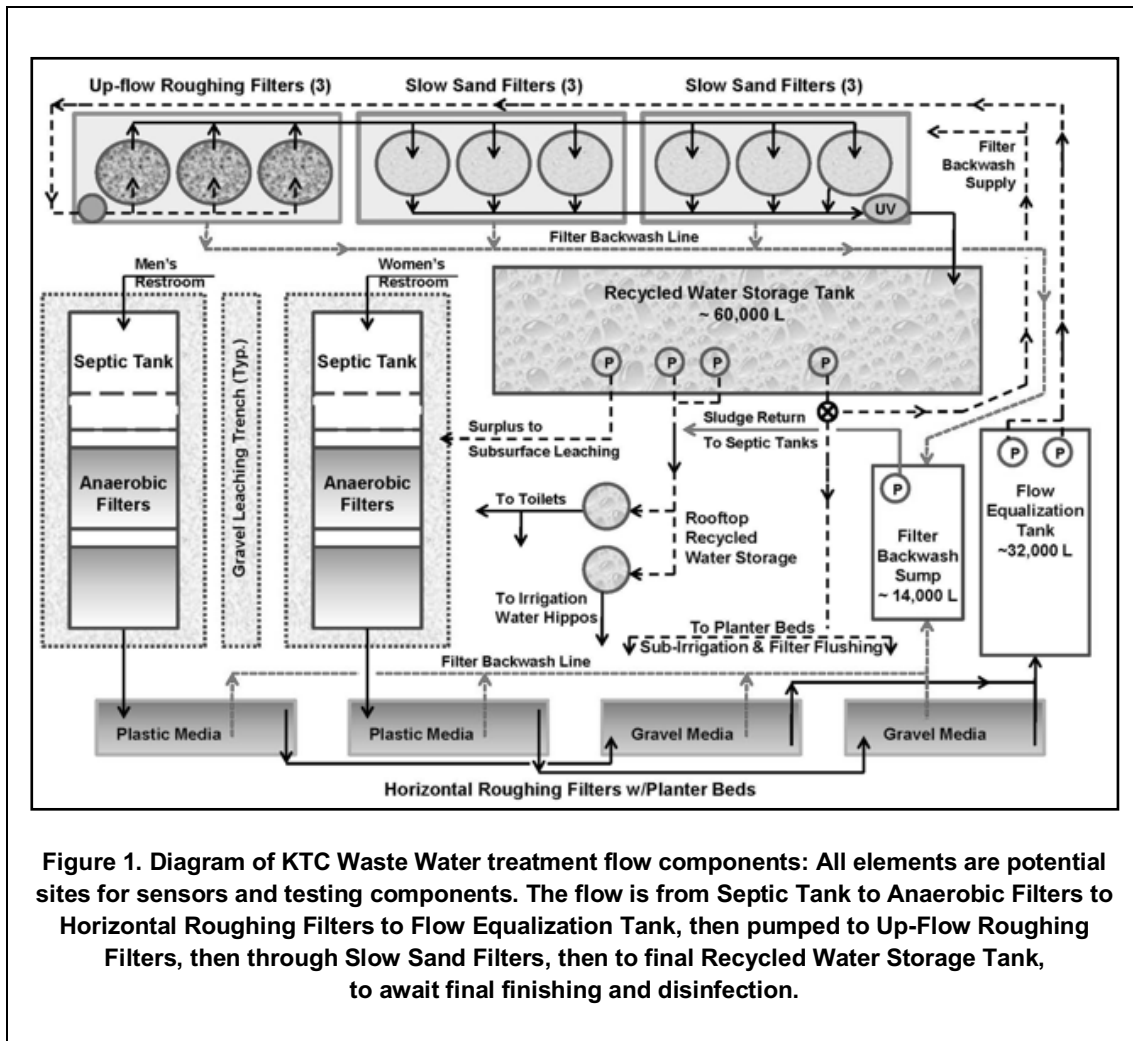 Up-flow Roughing Filters (3)
Slow Sand Filters (3)
Slow Sand Filters (3)
Filter
Backwash
Supply
UV
Filter Backwash Line
Men's
Restroom
Women's
Restroom
Recycled Water Storage Tank
~ 60,000 L
P
P
P
P
Septic Tank
Gravel Leaching Trench (Typ.)
Septic Tank
Surplus to
Subsurface Leaching
Sludge Return
To Septic Tanks
P
P
P
Flow
Equalization
Tank
~32,000 L
Anaerobic
Filters
Anaerobic
Filters
To Toilets
Rooftop
Recycled
Water Storage
Filter
Backwash
Sump
~ 14,000 L
To Irrigation
Water Hippos
To Planter Beds
Sub-Irrigation & Filter Flushing
Filter Backwash Line
Plastic Media
Plastic Media
Gravel Media
Gravel Media
Horizontal Roughing Filters w/Planter Beds
Figure 1. Diagram of KTC Waste Water treatment flow components: All elements are potential
sites for sensors and testing components. The flow is from Septic Tank to Anaerobic Filters to
Horizontal Roughing Filters to Flow Equalization Tank, then pumped to Up-Flow Roughing
Filters, then through Slow Sand Filters, then to final Recycled Water Storage Tank,
to await final finishing and disinfection.